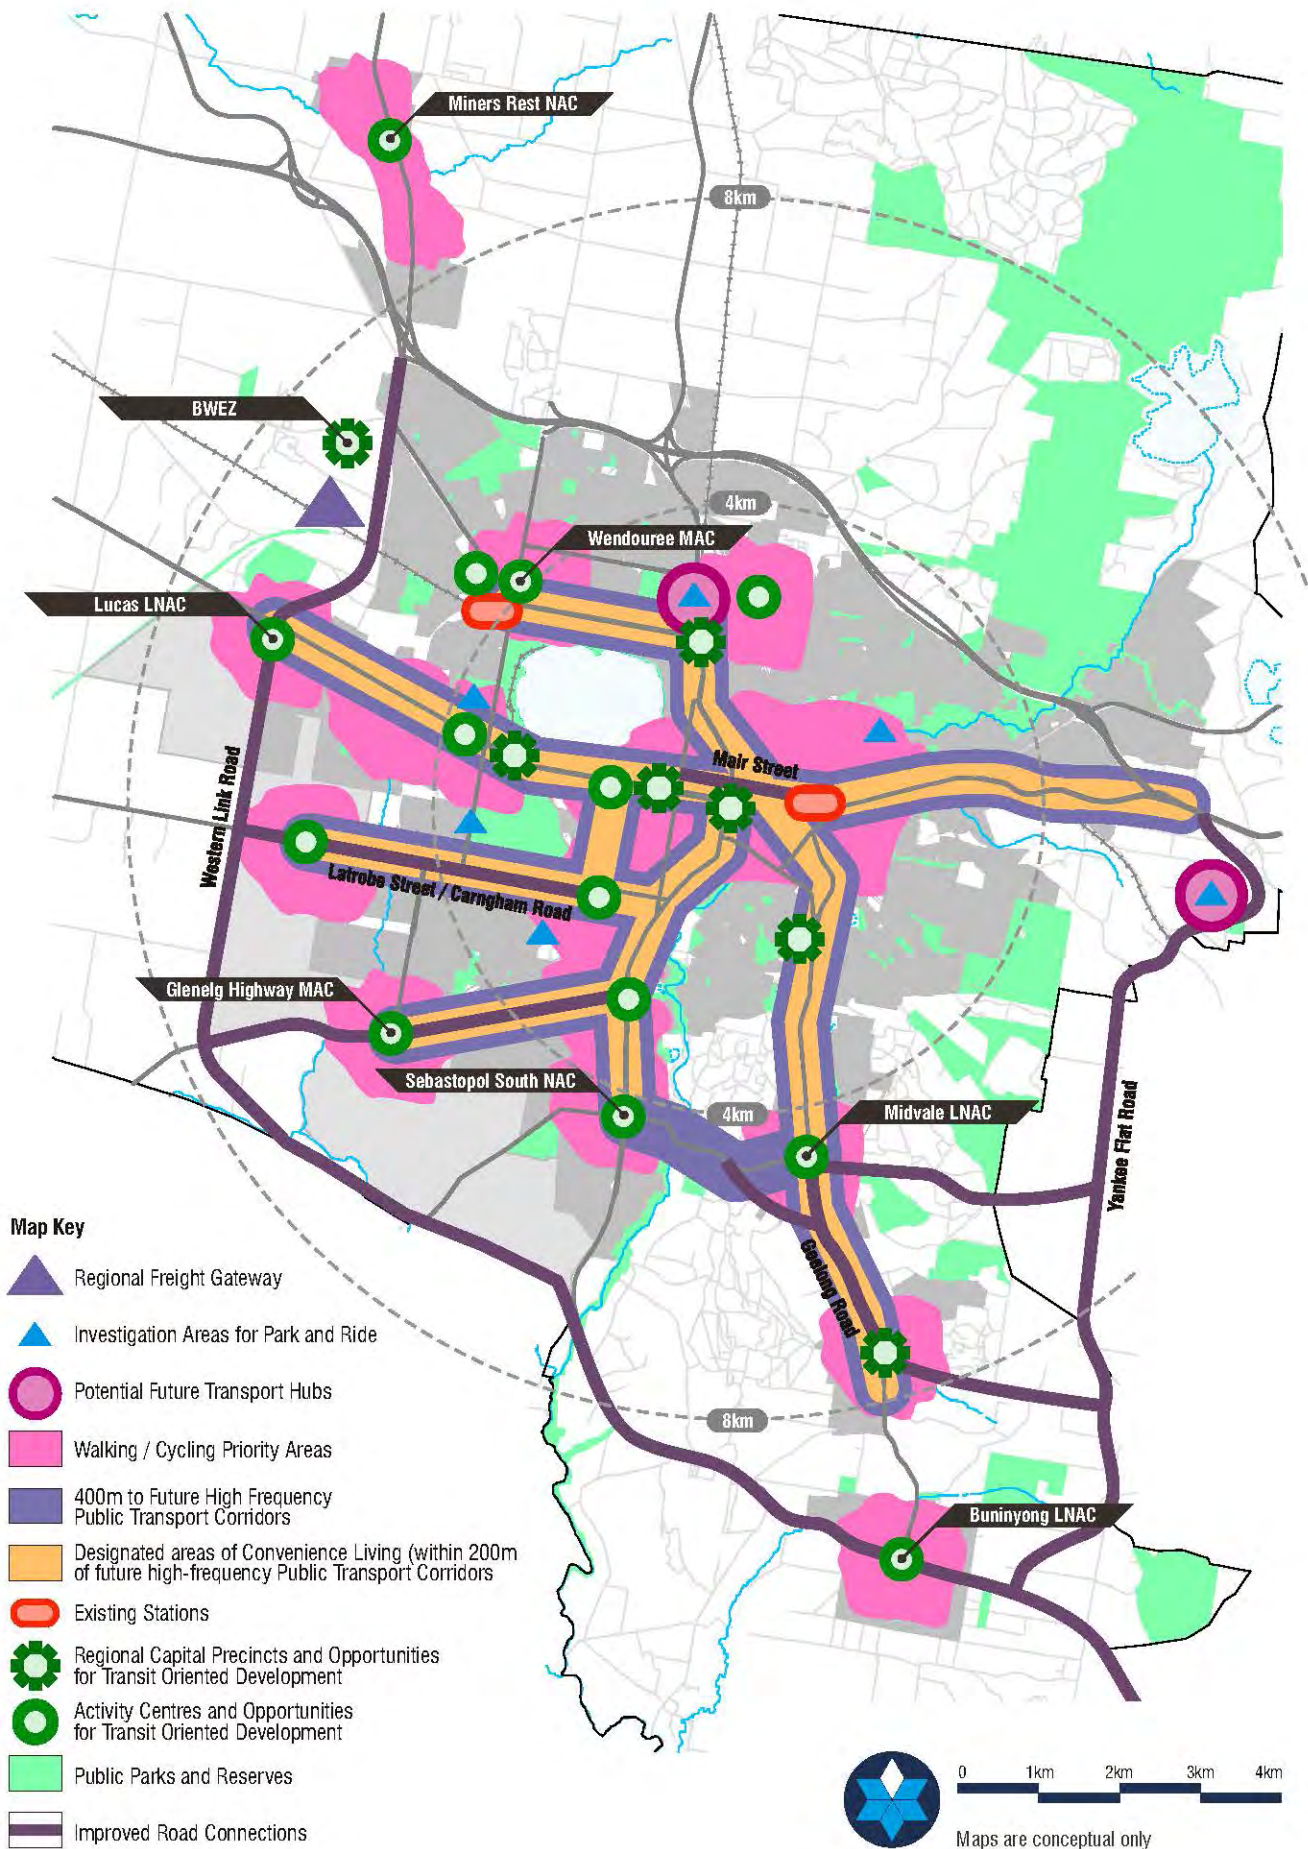 Miners Rest NAC
8km
BWEZ
4km
Wendouree MAC
Lucas LNAC
Mair Street
Western Link Road
Latrobe Street / Carngham Road
Glenelg Highway MAC
Sebastopol South NAC
4km
Midvale LNAC
Yankee Flat Road
Geelong Road
8km
Buninyong LNAC
Map Key
Regional Freight Gateway
Investigation Areas for Park and Ride
Potential Future Transport Hubs
Walking / Cycling Priority Areas
400m to Future High Frequency
Public Transport Corridors
Designated areas of Convenience Living (within 200m
of future high-frequency Public Transport Corridors
Existing Stations
Regional Capital Precincts and Opportunities
for Transit Oriented Development
Activity Centres and Opportunities
for Transit Oriented Development
Public Parks and Reserves
Improved Road Connections
0 1km 2km 3km 4km
Maps are conceptual only